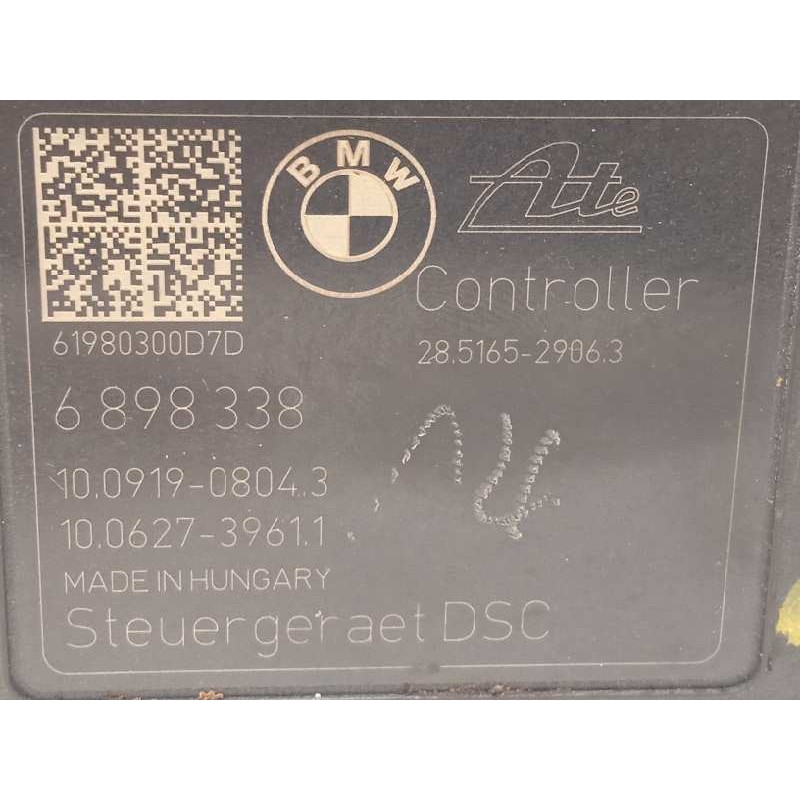 BMW
Ate
Controller
61980300D7D
28.5165-2906.3
6 898 338
10.0919-0804.3
10.0627-3961.1
MADE IN HUNGARY
Steuergeraet DSC